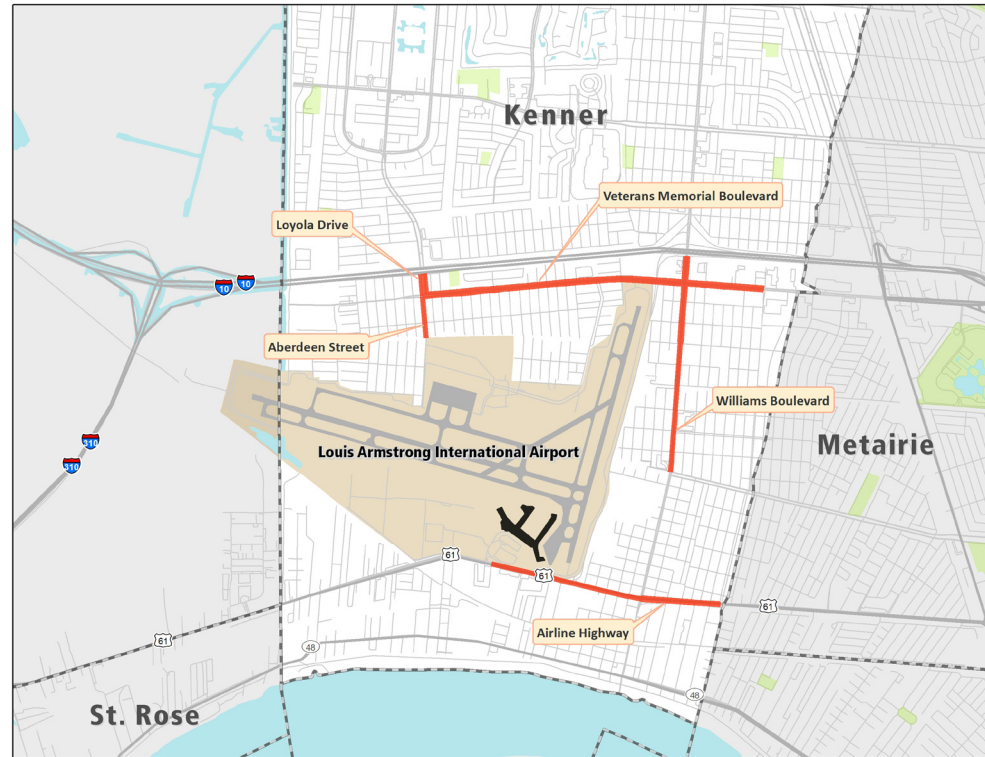 Kenner
Veterans Memorial Boulevard
Loyola Drive
10
10
Aberdeen Street
Williams Boulevard
310
310
Louis Armstrong International Airport
Metairie
61
61
61
61
Airline Highway
48
48
St. Rose